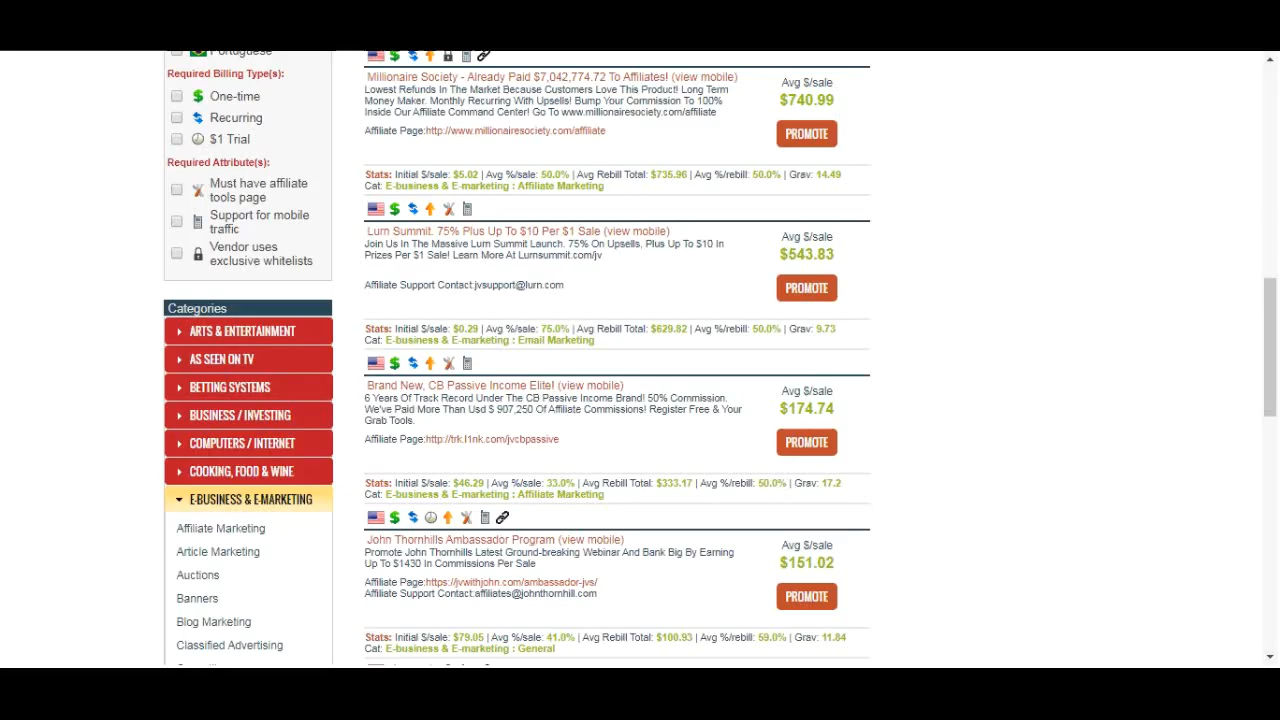 Portuguese
Required Billing Type(s):
One-time
Recurring
$1 Trial
Required Attribute(s):
Must have affiliate
tools page
Support for mobile
traffic
Vendor uses
exclusive whitelists
Categories
ARTS & ENTERTAINMENT
AS SEEN ON TV
BETTING SYSTEMS
BUSINESS / INVESTING
COMPUTERS / INTERNET
COOKING, FOOD & WINE
E-BUSINESS & E-MARKETING
Affiliate Marketing
Article Marketing
Auctions
Banners
Blog Marketing
Classified Advertising
Millionaire Society - Already Paid $7,042,774.72 To Affiliates! (view mobile)
Lowest Refunds In The Market Because Customers Love This Product! Long Term
Money Maker. Monthly Recurring With Upsells! Bump Your Commission To 100%
Inside Our Affiliate Command Center! Go To www.millionairesociety.com/affiliate
Affiliate Page:http://www.millionairesociety.com/affiliate
Avg $/sale
$740.99
PROMOTE
Stats: Initial $/sale: $5.02 | Avg %/sale: 50.0% | Avg Rebill Total: $735.96 | Avg %/rebill: 50.0% | Grav: 14.49
Cat: E-business & E-marketing : Affiliate Marketing
Lurn Summit. 75% Plus Up To $10 Per $1 Sale (view mobile)
Join Us In The Massive Lurn Summit Launch. 75% On Upsells, Plus Up To $10 In
Prizes Per $1 Sale! Learn More At Lurnsummit.com/jv
Affiliate Support Contact:jvsupport@lurn.com
Avg $/sale
$543.83
PROMOTE
Stats: Initial $/sale: $0.29 | Avg %/sale: 75.0% | Avg Rebill Total: $629.82 | Avg %/rebill: 50.0% | Grav: 9.73
Cat: E-business & E-marketing : Email Marketing
Brand New, CB Passive Income Elite! (view mobile)
6 Years Of Track Record Under The CB Passive Income Brand! 50% Commission.
We've Paid More Than Usd $ 907,250 Of Affiliate Commissions! Register Free & Your
Grab Tools.
Affiliate Page:http://trk.l1nk.com/jvcbpassive
Avg $/sale
$174.74
PROMOTE
Stats: Initial $/sale: $46.29 | Avg %/sale: 33.0% | Avg Rebill Total: $333.17 | Avg %/rebill: 50.0% | Grav: 17.2
Cat: E-business & E-marketing : Affiliate Marketing
John Thornhills Ambassador Program (view mobile)
Promote John Thornhills Latest Ground-breaking Webinar And Bank Big By Earning
Up To $1430 In Commissions Per Sale
Affiliate Page:https://jvwithjohn.com/ambassador-jvs/
Affiliate Support Contact:affiliates@johnthornhill.com
Avg $/sale
$151.02
PROMOTE
Stats: Initial $/sale: $79.05 | Avg %/sale: 41.0% | Avg Rebill Total: $100.93 | Avg %/rebill: 59.0% | Grav: 11.84
Cat: E-business & E-marketing : General